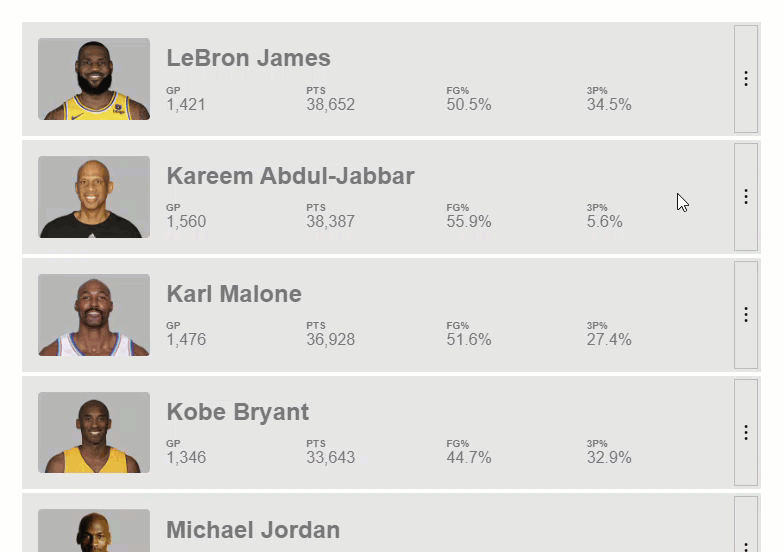 LeBron James
GP PTS FG% 3P%
1,421 38,652 50.5% 34.5%
Kareem Abdul-Jabbar
GP PTS FG% 3P%
1,560 38,387 55.9% 5.6%
Karl Malone
GP PTS FG% 3P%
1,476 36,928 51.6% 27.4%
Kobe Bryant
GP PTS FG% 3P%
1,346 33,643 44.7% 32.9%
Michael Jordan